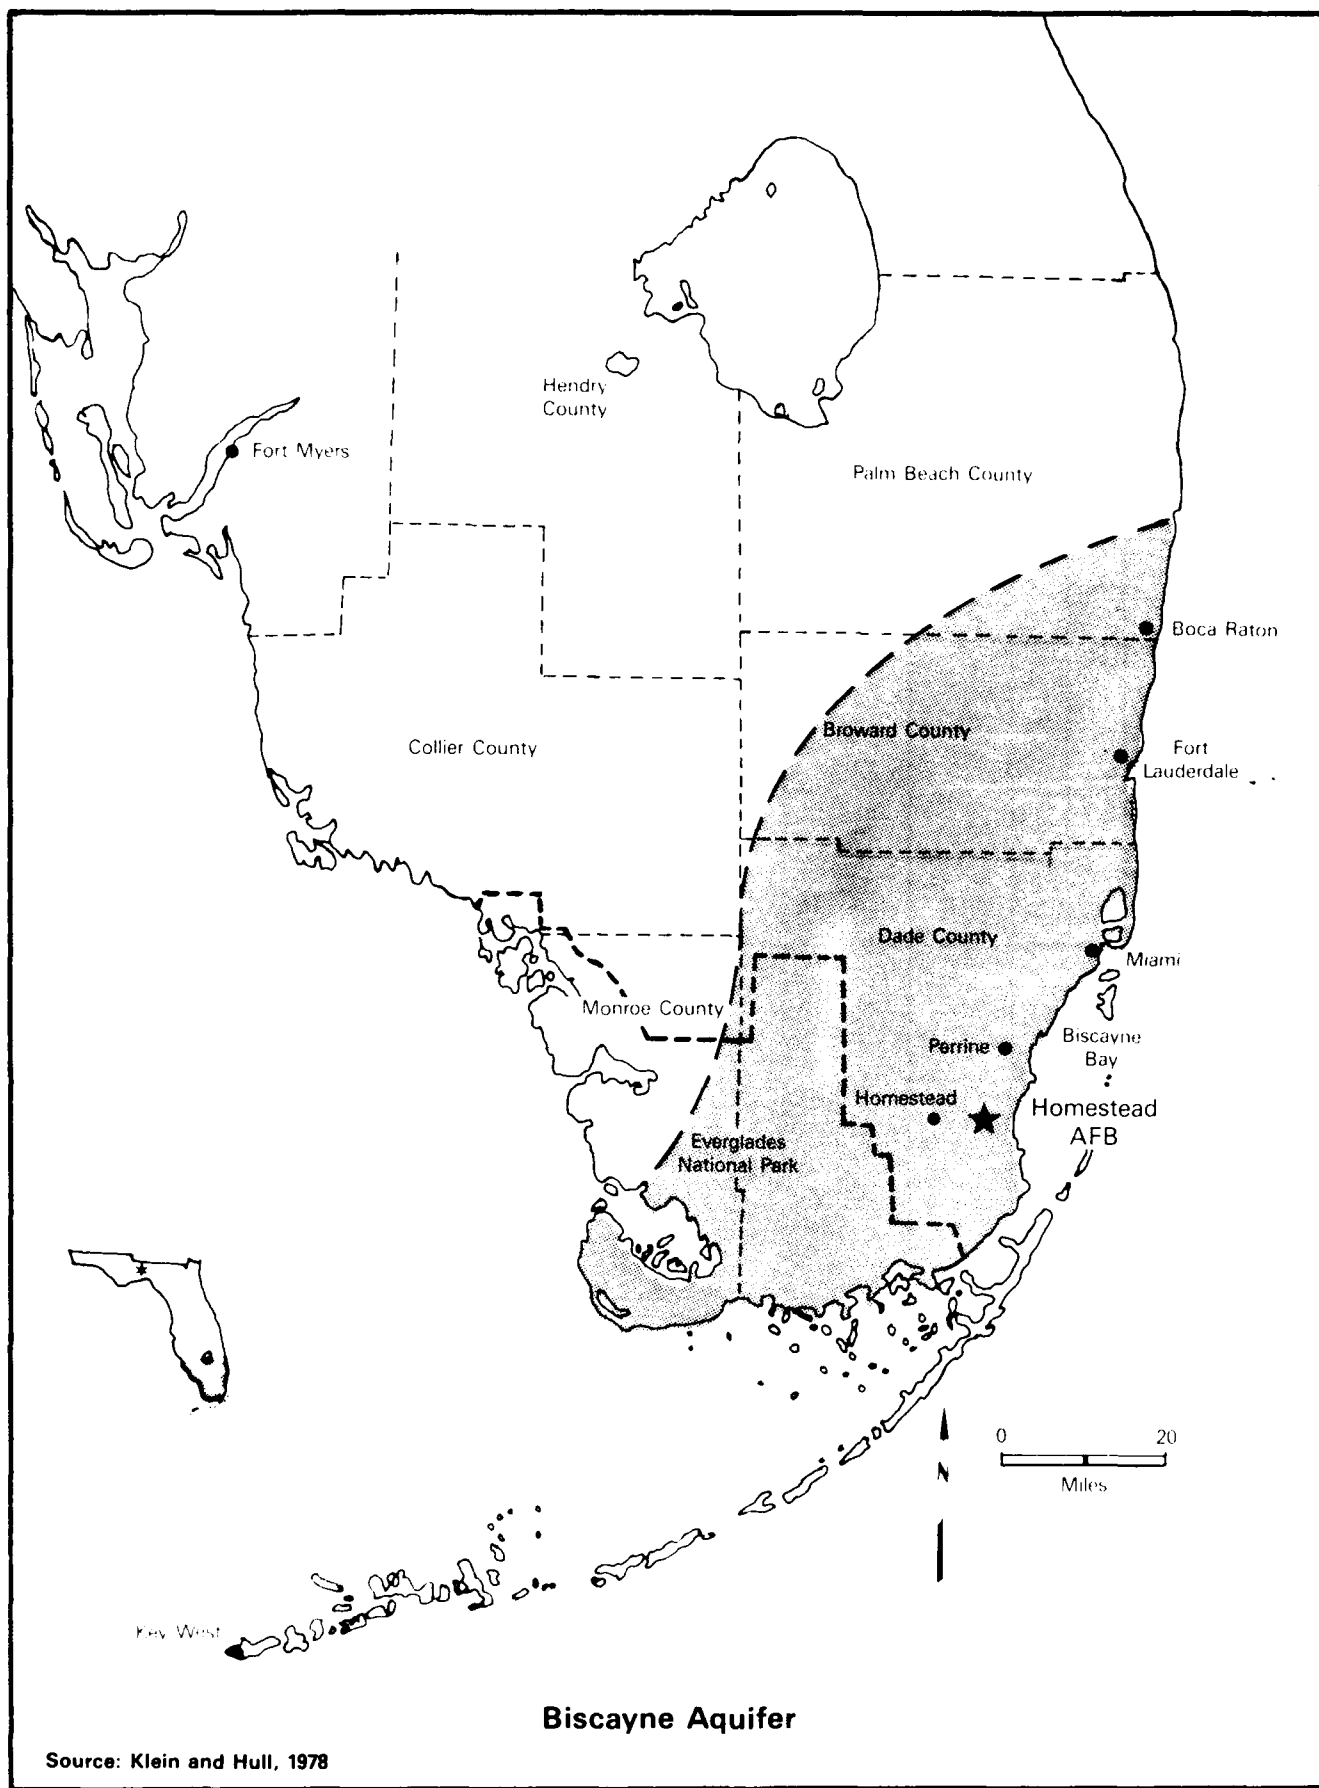 Hendry
County
Fort Myers
Palm Beach County
Boca Raton
Broward County
Collier County
Fort
Lauderdale
Dade County
Miami
Monroe County
Biscayne
Bay
Perrine
Homestead
Homestead
AFB
Everglades
National Park
0 20
Miles
N
Key West
Biscayne Aquifer
Source: Klein and Hull, 1978